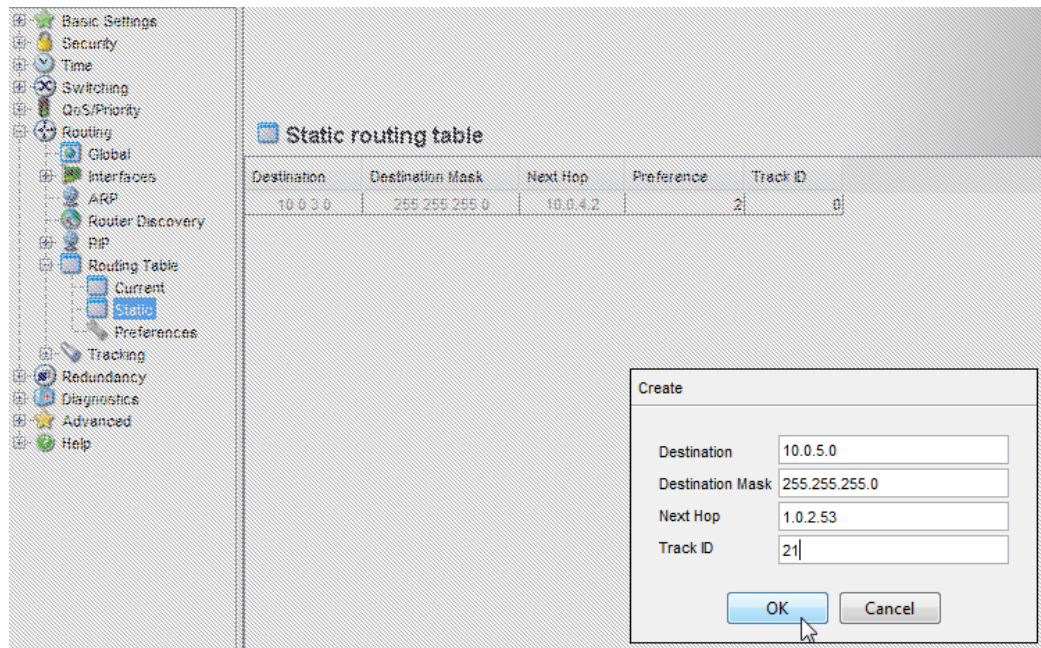 Basic Settings
Security
Time
Switching
QoS/Priority
Routing
Global
Interfaces
ARP
Router Discovery
RIP
Routing Table
Current
Static
Preferences
Tracking
Redundancy
Diagnostics
Advanced
Help
Static routing table
Destination Destination Mask Next Hop Preference Track ID
10.0.3.0 255.255.255.0 10.0.4.2 2 0
Create
Destination 10.0.5.0
Destination Mask 255.255.255.0
Next Hop 1.0.2.53
Track ID 21
OK Cancel